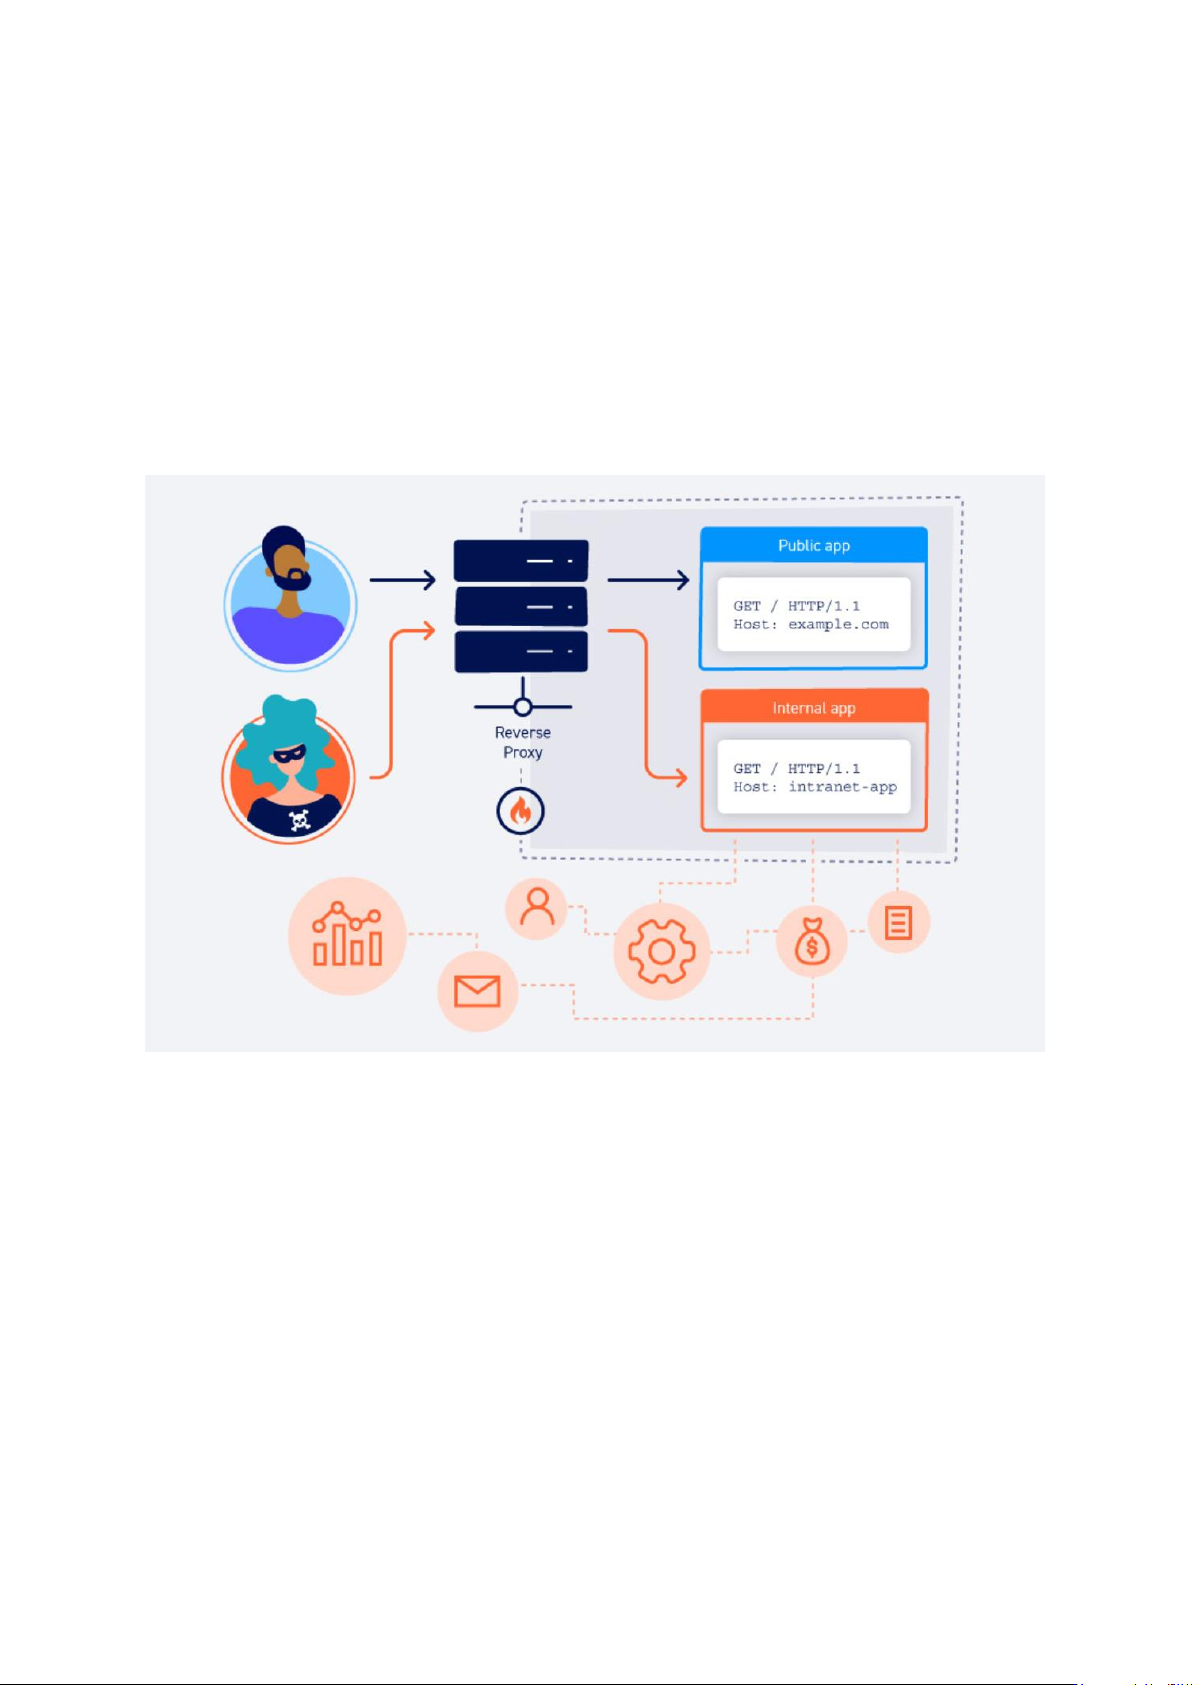 Public app
GET / HTTP/1.1
Host: example.com
Internal app
GET / HTTP/1.1
Host: intranet-app
Reverse
Proxy
$